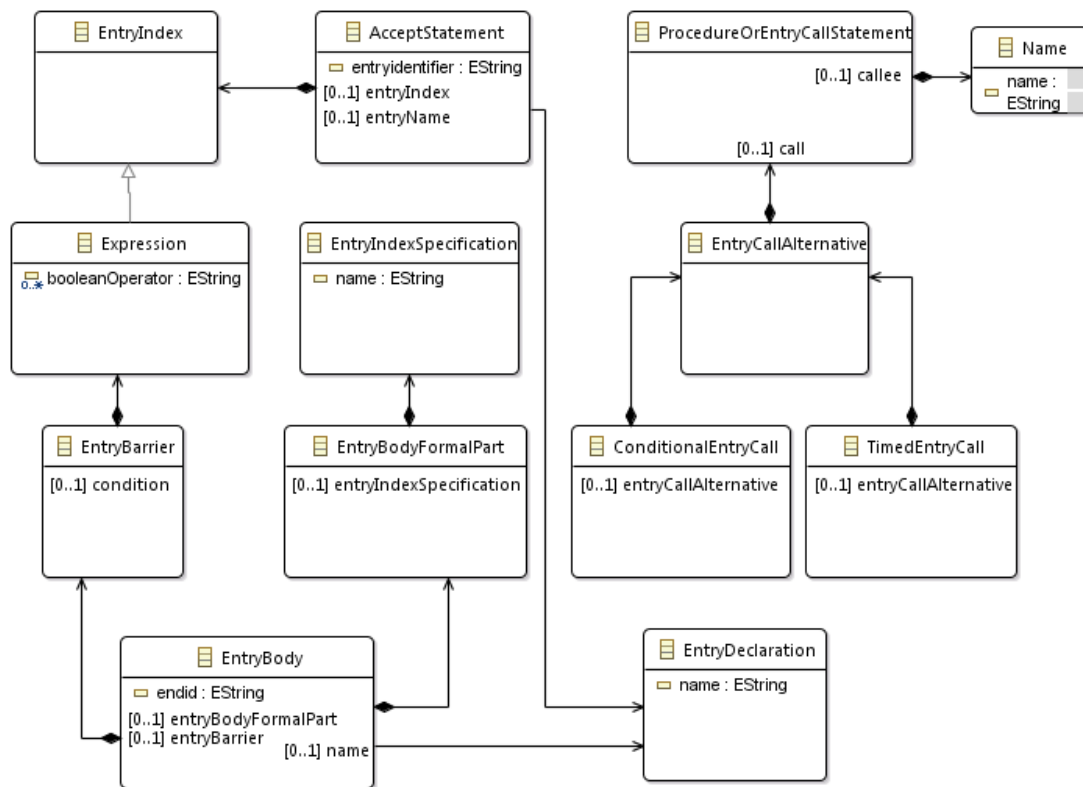 EntryIndex
AcceptStatement
entryidentifier : EString
[0..1] entryIndex
[0..1] entryName
ProcedureOrEntryCallStatement
[0..1] callee
[0..1] call
Name
name :
EString
Expression
0..*
booleanOperator : EString
EntryIndexSpecification
name : EString
EntryCallAlternative
EntryBarrier
[0..1] condition
EntryBodyFormalPart
[0..1] entryIndexSpecification
ConditionalEntryCall
[0..1] entryCallAlternative
TimedEntryCall
[0..1] entryCallAlternative
EntryBody
endid : EString
[0..1] entryBodyFormalPart
[0..1] entryBarrier
[0..1] name
EntryDeclaration
name : EString